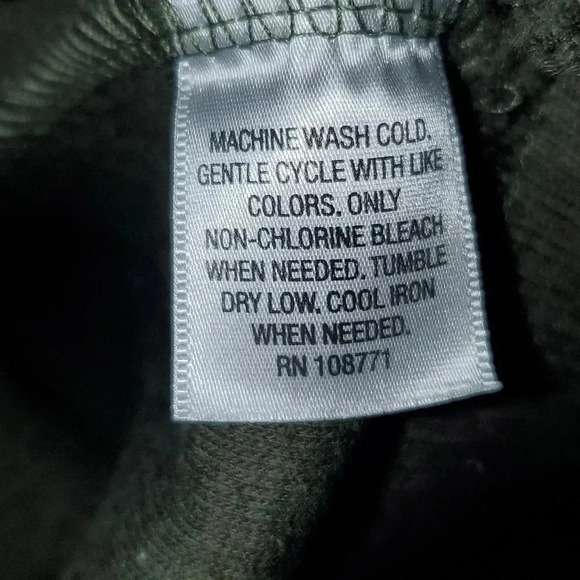 MACHINE WASH COLD.
GENTLE CYCLE WITH LIKE
COLORS. ONLY
NON-CHLORINE BLEACH
WHEN NEEDED. TUMBLE
DRY LOW. COOL IRON
WHEN NEEDED.
RN 108771